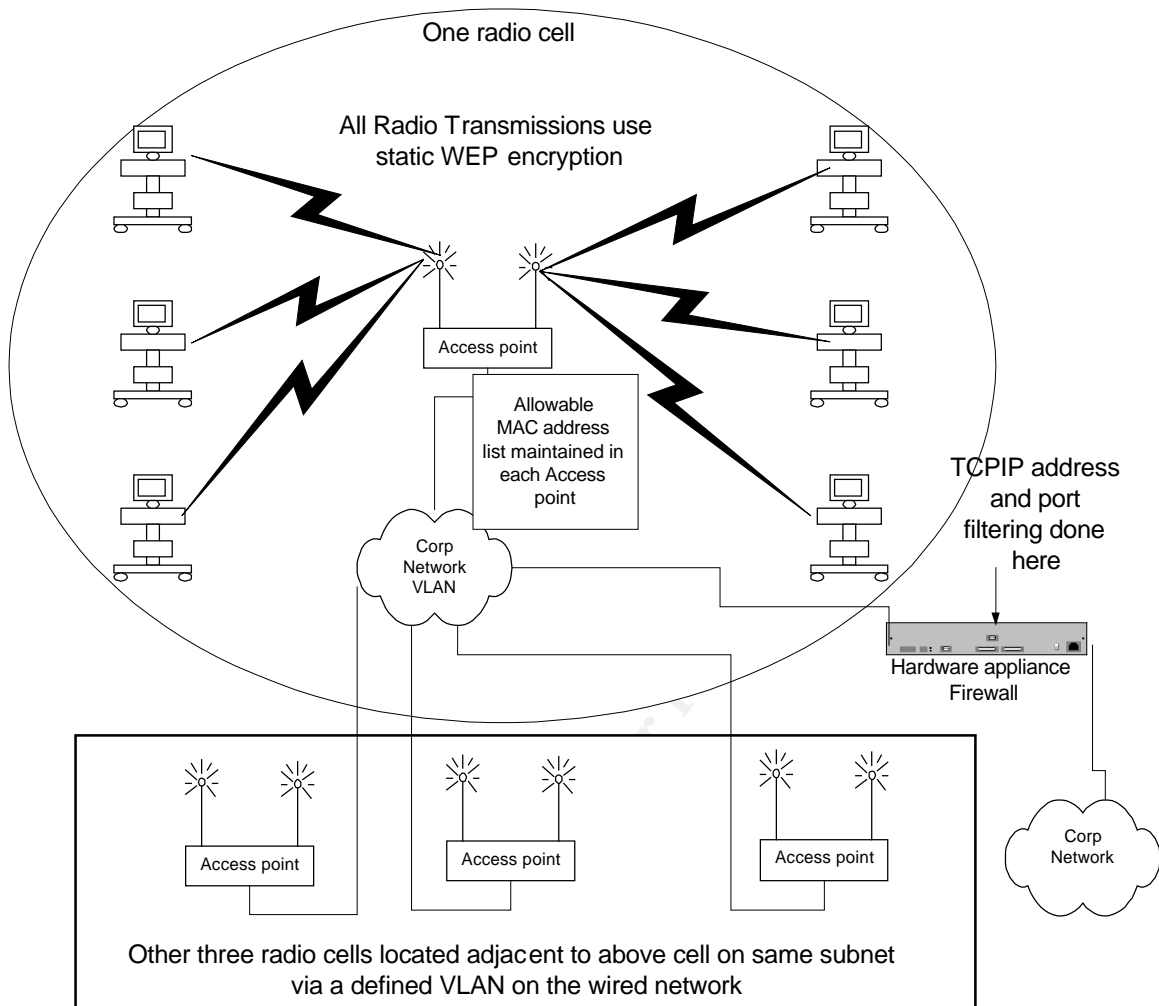 One radio cell
All Radio Transmissions use
static WEP encryption
Access point
Allowable
MAC address
list maintained in
each Access
point
TCPIP address
and port
filtering done
here
Corp
Network
VLAN
Hardware appliance
Firewall
Access point
Access point
Access point
Corp
Network
Other three radio cells located adjacent to above cell on same subnet
via a defined VLAN on the wired network